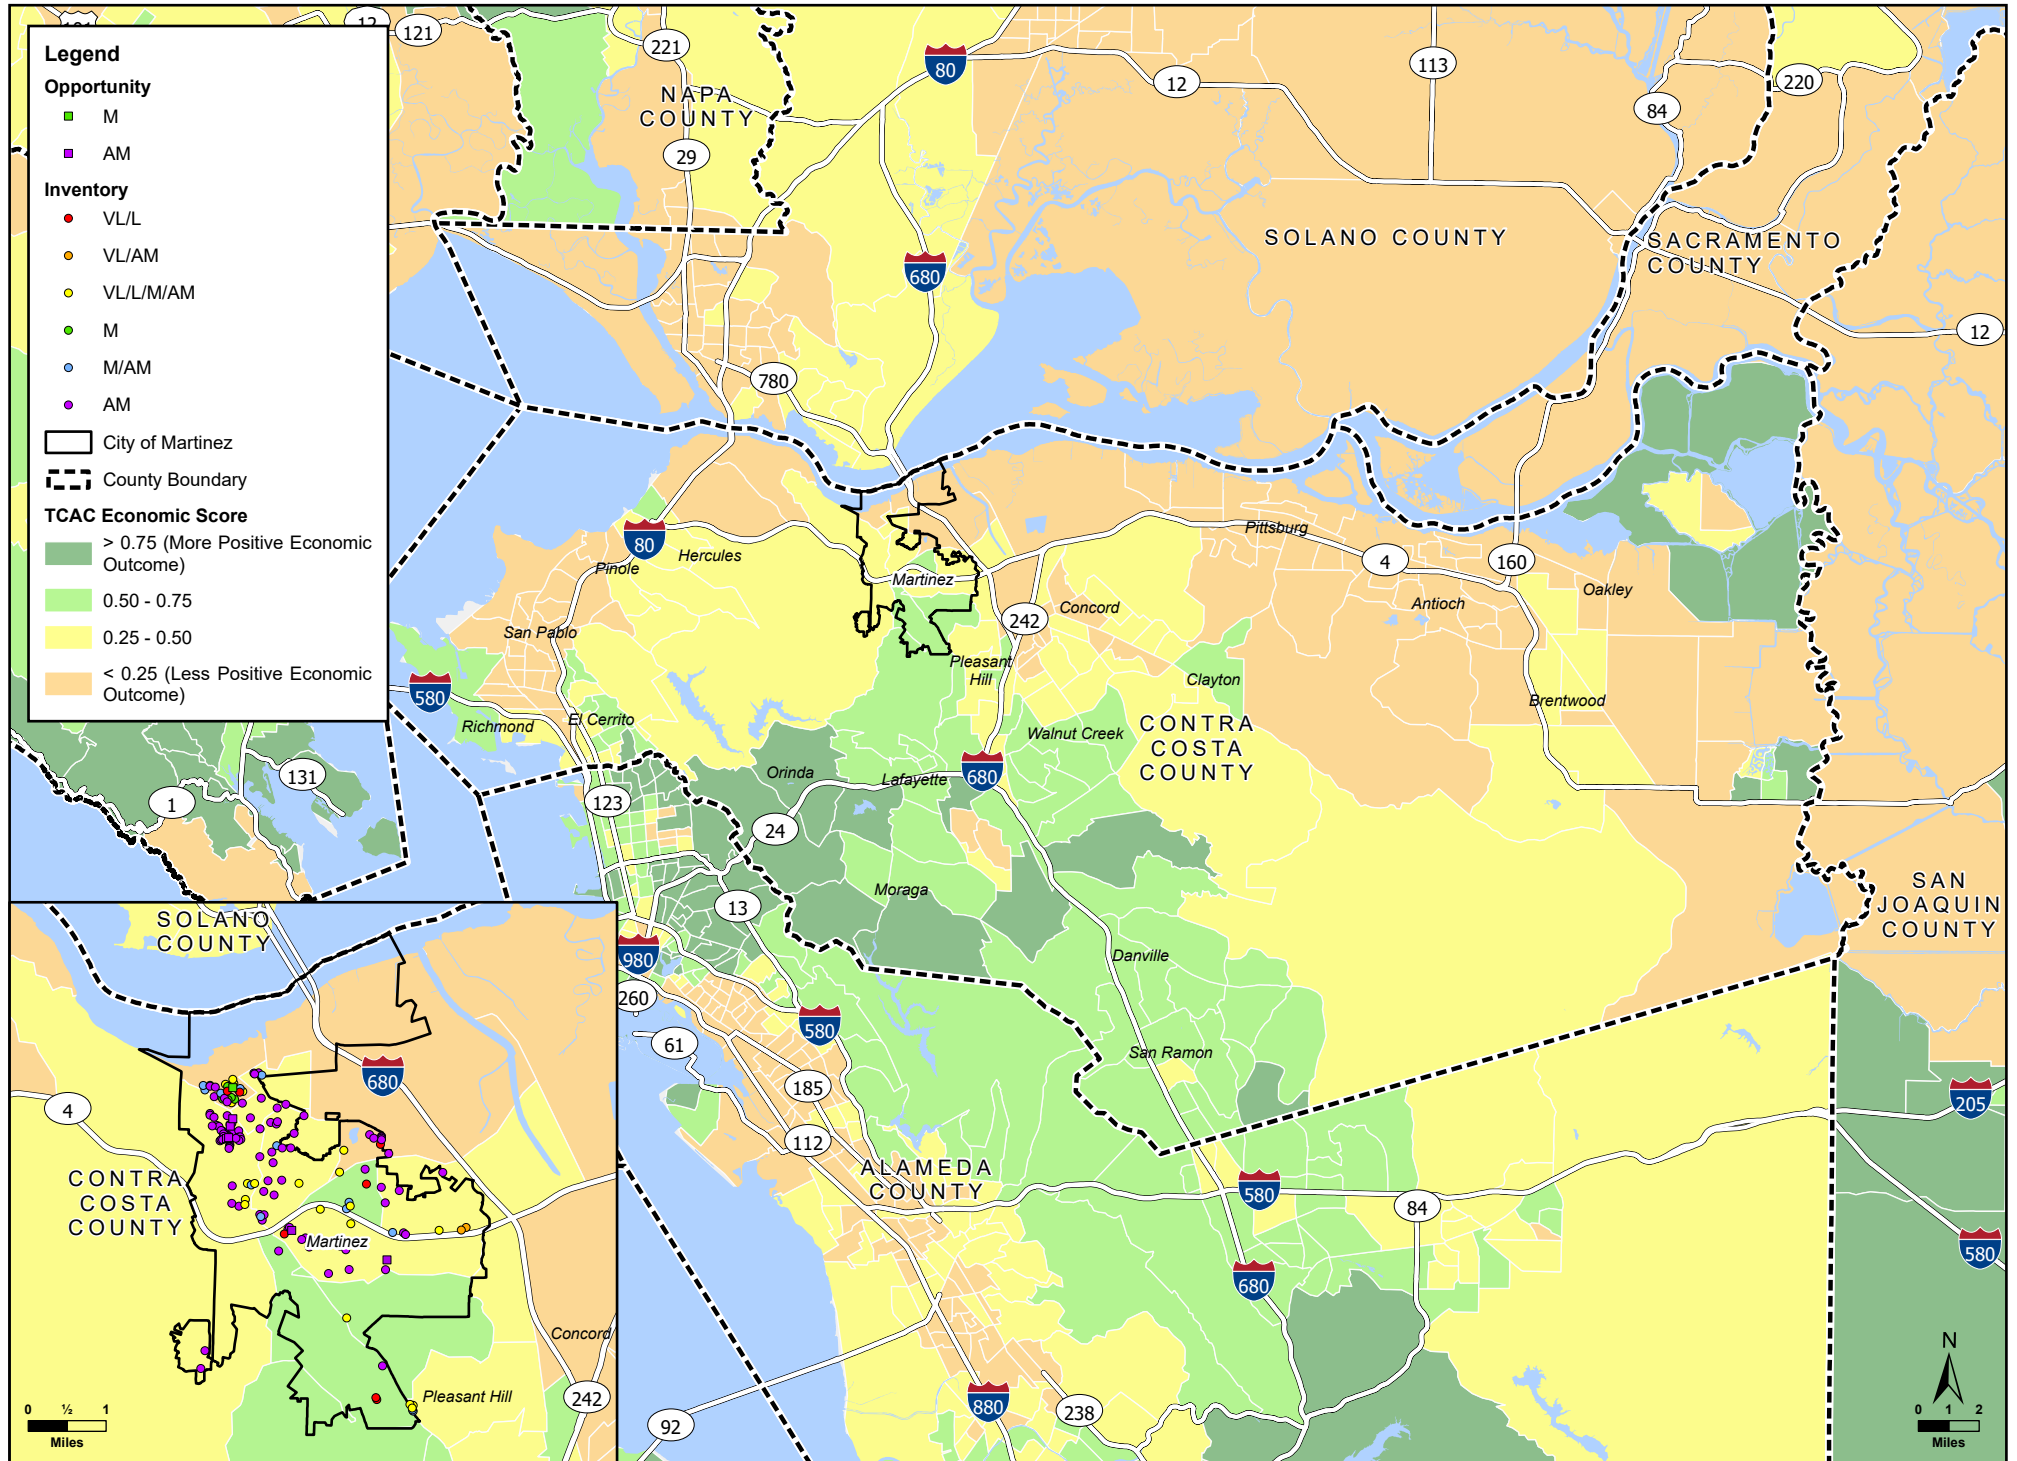 Legend
Opportunity
M
AM
Inventory
VL/L
VL/AM
VL/L/M/AM
M
M/AM
AM
City of Martinez
County Boundary
TCAC Economic Score
> 0.75 (More Positive Economic
Outcome)
0.50 - 0.75
0.25 - 0.50
< 0.25 (Less Positive Economic
Outcome)
12
121
221
80
12
113
84
220
NAPA
COUNTY
29
SOLANO COUNTY
SACRAMENTO
COUNTY
680
12
780
80
Hercules
Pinole
Martinez
Pittsburg
4
160
Oakley
Antioch
Concord
242
San Pablo
Pleasant
Hill
Clayton
580
Brentwood
Richmond
El Cerrito
Walnut Creek
CONTRA
COSTA
COUNTY
131
1
Orinda
Lafayette
680
123
24
Moraga
13
SAN
JOAQUIN
COUNTY
980
Danville
260
580
61
San Ramon
185
205
112
ALAMEDA
COUNTY
580
84
580
680
880
238
92
N
0 1 2
Miles
SOLANO
COUNTY
680
4
CONTRA
COSTA
COUNTY
Martinez
Concord
Pleasant Hill
242
0 ½ 1
Miles